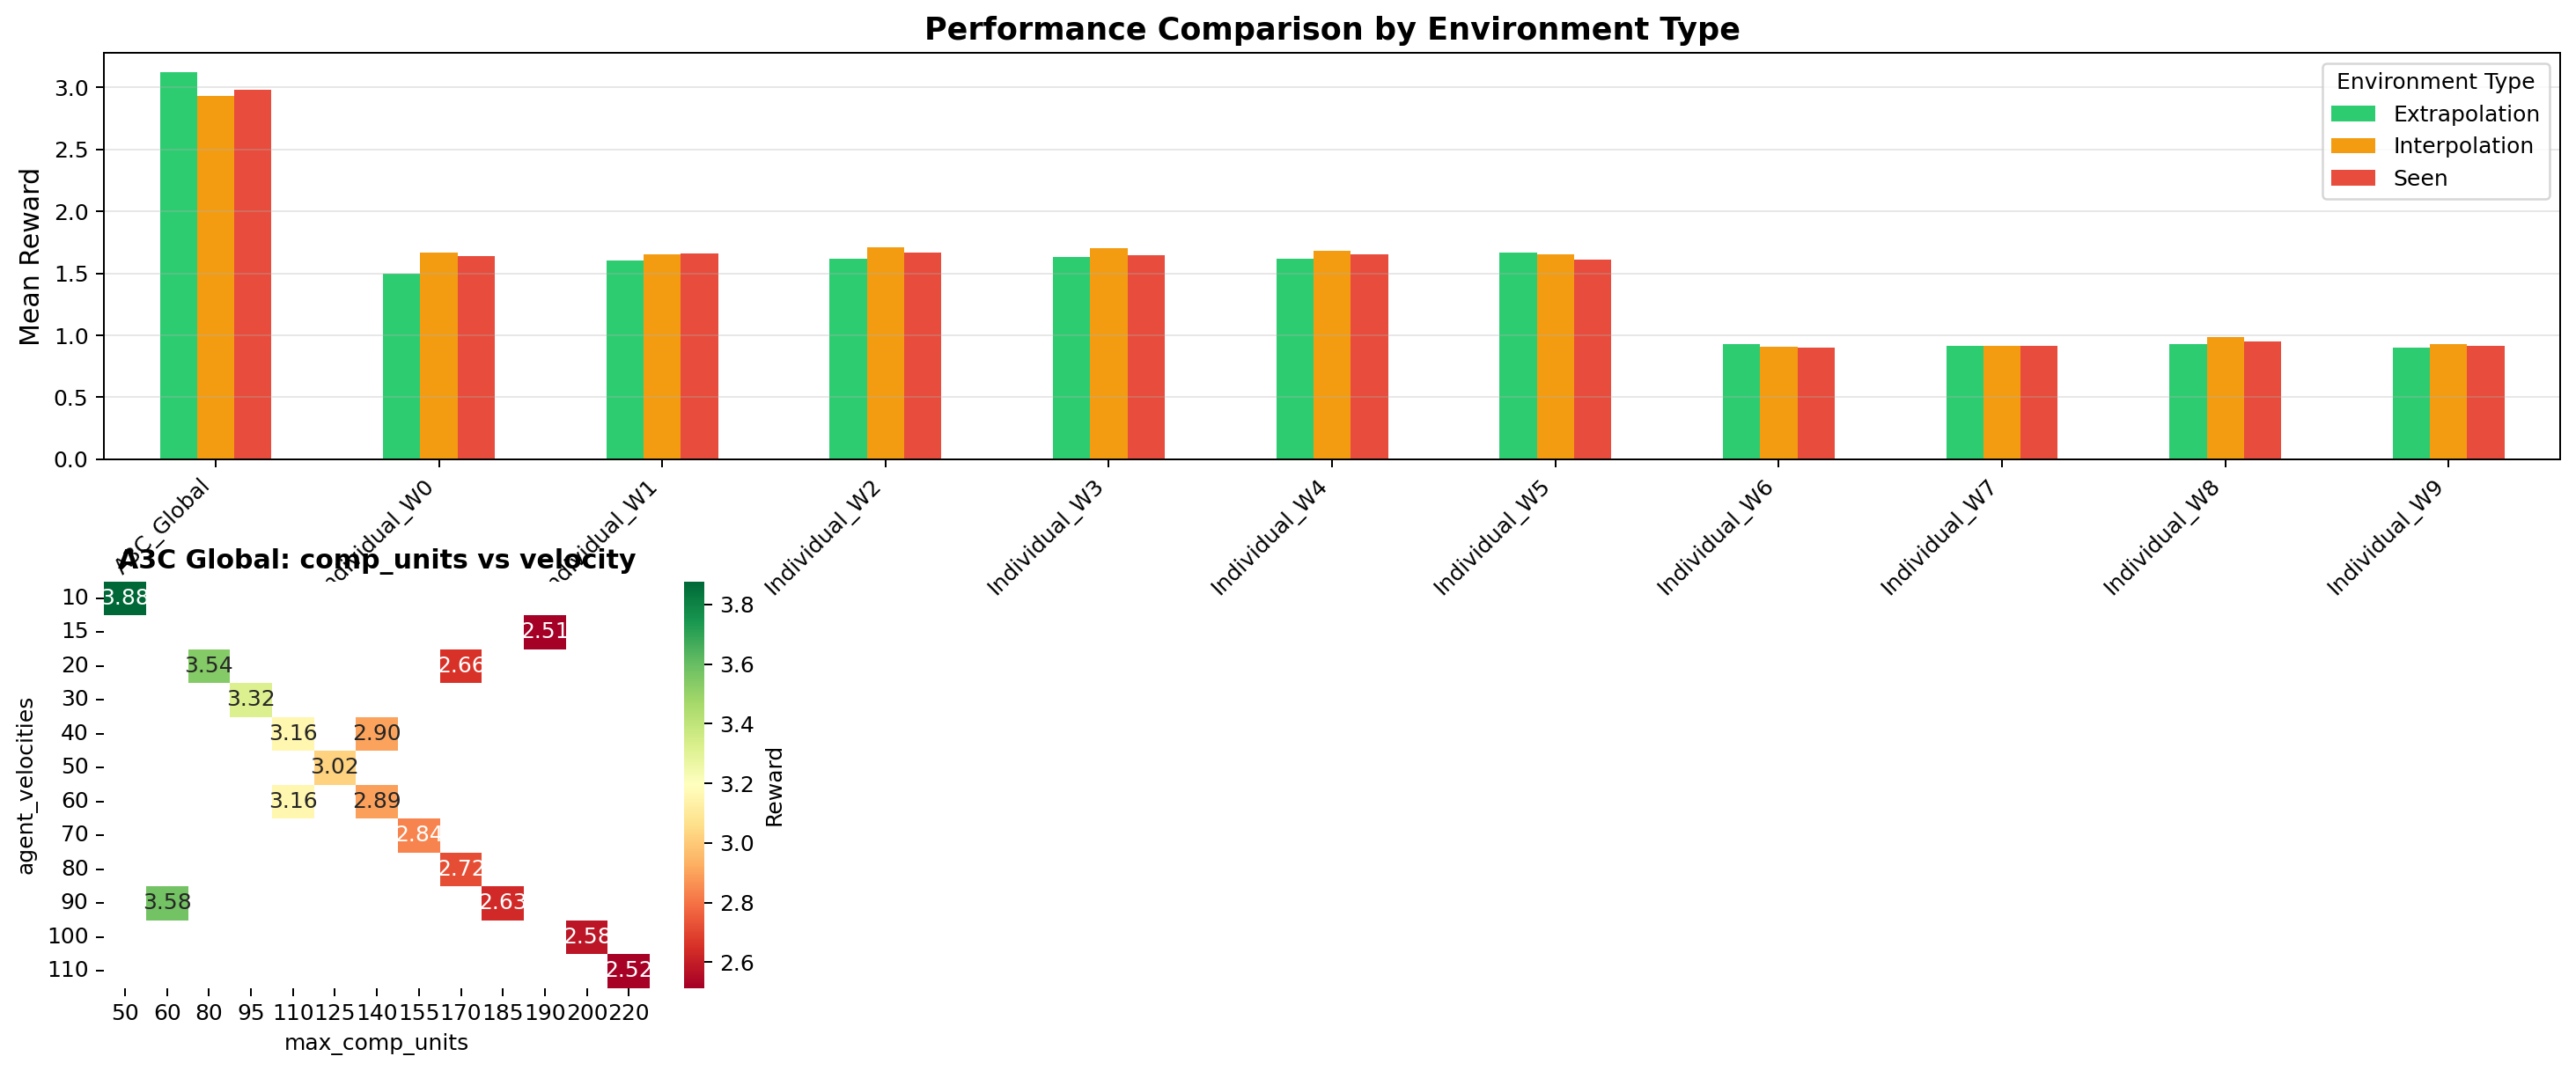 Performance Comparison by Environment Type
Mean Reward
3.0
2.5
2.0
1.5
1.0
0.5
0.0
Environment Type
Extrapolation
Interpolation
Seen
A3C_Global
Individual_W2
Individual_W3
Individual_W4
Individual_W5
Individual_W6
Individual_W7
Individual_W8
Individual_W9
A3C Global: comp_units vs velocity
agent_velocities
10
15
20
30
40
50
60
70
80
90
100
110
3.88
2.51
3.54 2.66
3.32
3.16 2.90
3.02
3.16 2.89
2.84
2.72
3.58 2.63
2.58
2.52
50 60 80 95 110 125 140 155 170 185 190 200 220
max_comp_units
3.8
3.6
3.4
3.2
3.0
2.8
2.6
Reward